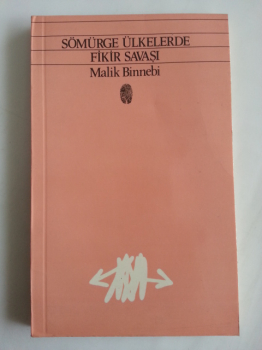 SÖMÜRGE ÜLKELERDE
FİKİR SAVAŞI
Malik Binnebi